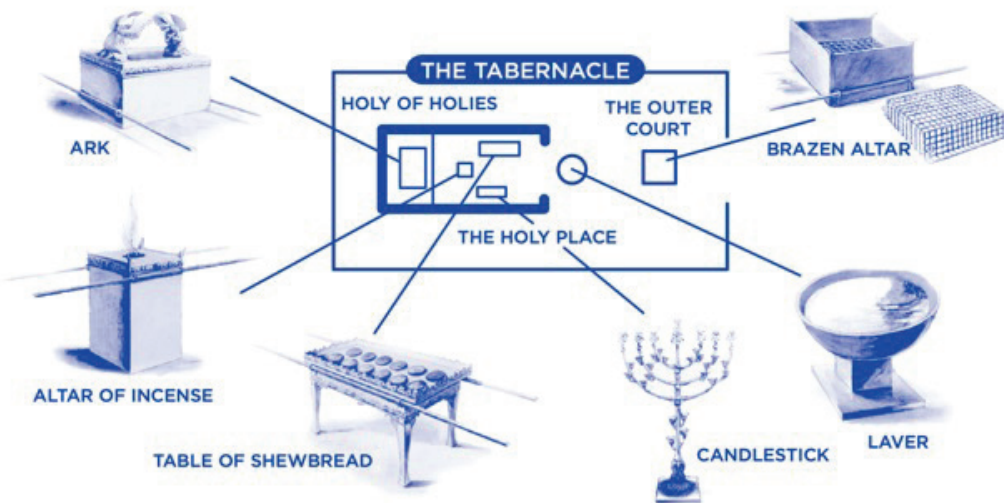 THE TABERNACLE
HOLY OF HOLIES
THE OUTER
COURT
ARK
BRAZEN ALTAR
THE HOLY PLACE
ALTAR OF INCENSE
TABLE OF SHEWBREAD
CANDLESTICK
LAVER